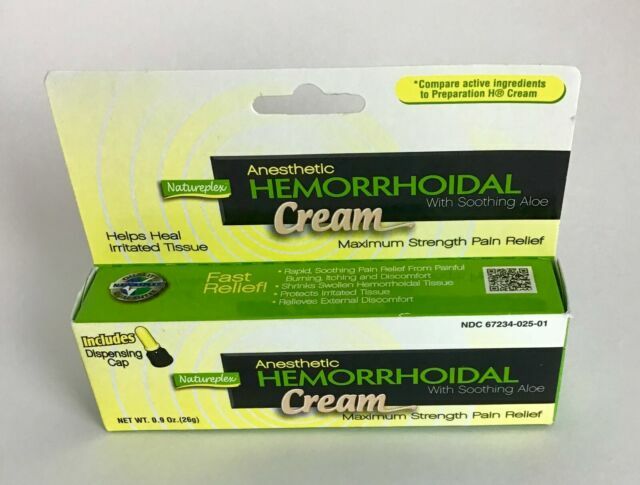 *Compare active ingredients
to Preparation H® Cream
Natureplex
Anesthetic
HEMORRHOIDAL
With Soothing Aloe
Cream
Maximum Strength Pain Relief
Helps Heal
Irritated Tissue
Fast
Relief!
• Rapid, Soothing Pain Relief From Painful
Burning, Itching and Discomfort
• Shrinks Swollen Hemorrhoidal Tissue
• Protects Irritated Tissue
• Relieves External Discomfort
NDC 67234-025-01
Includes
Dispensing
Cap
Natureplex
Anesthetic
HEMORRHOIDAL
With Soothing Aloe
Cream
Maximum Strength Pain Relief
NET WT. 0.9 Oz.(26g)